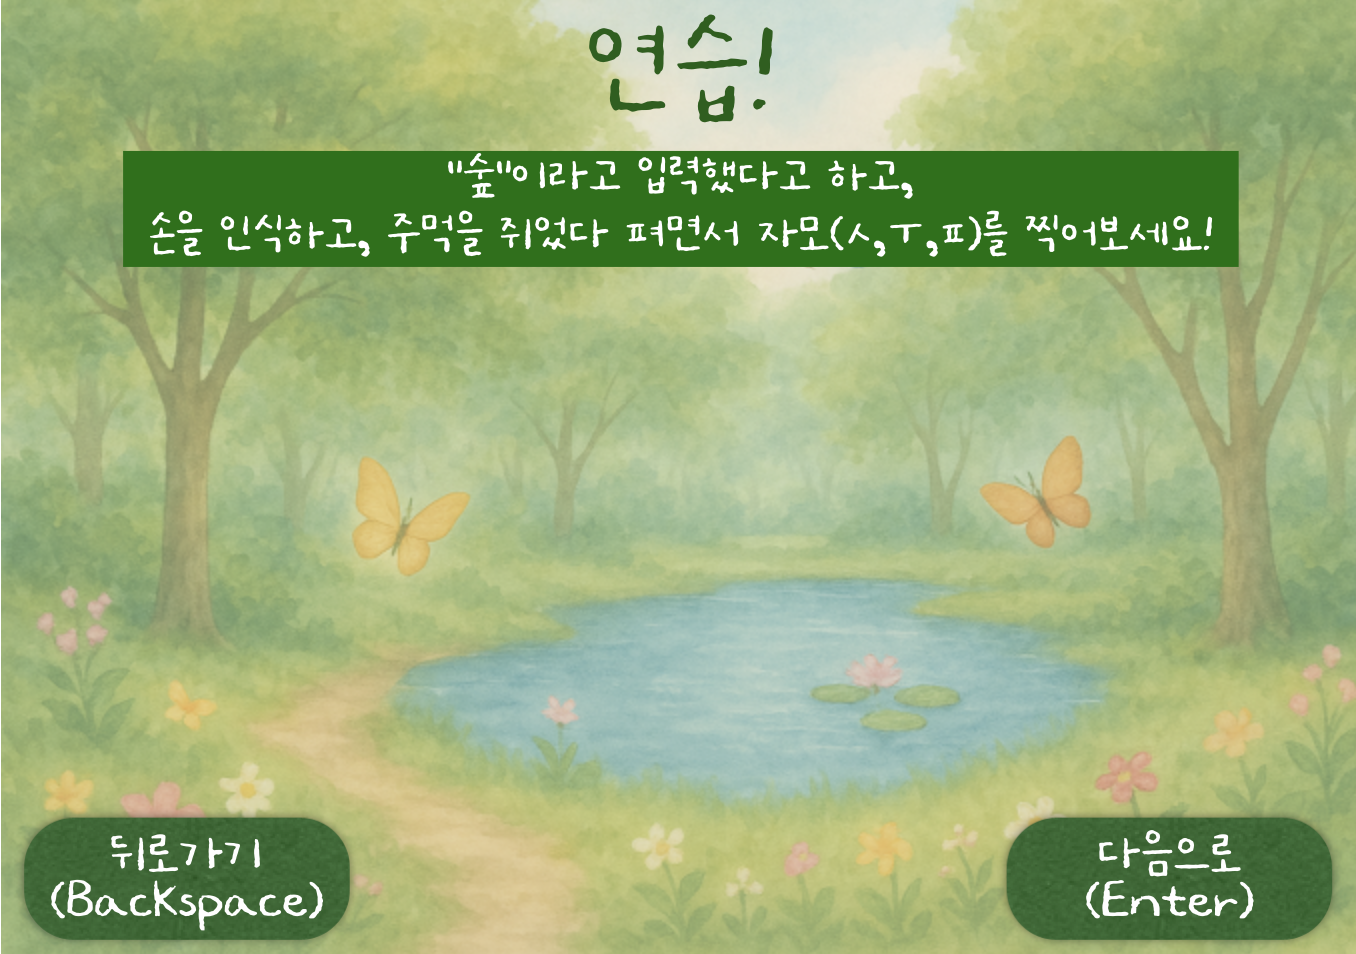 연습!
"숲"이라고 입력했다고 하고,
손을 인식하고, 주먹을 쥐었다 펴면서 자모(ㅅ,ㅜ,ㅍ)를 찍어보세요!
뒤로가기
(Backspace)
다음으로
(Enter)